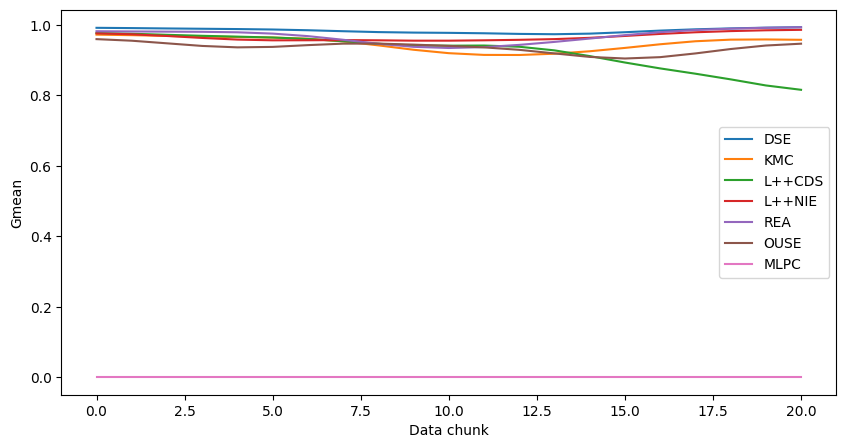 1.0
0.8
0.6
0.4
0.2
0.0
Gmean
DSE
KMC
L++CDS
L++NIE
REA
OUSE
MLPC
0.0 2.5 5.0 7.5 10.0 12.5 15.0 17.5 20.0
Data chunk